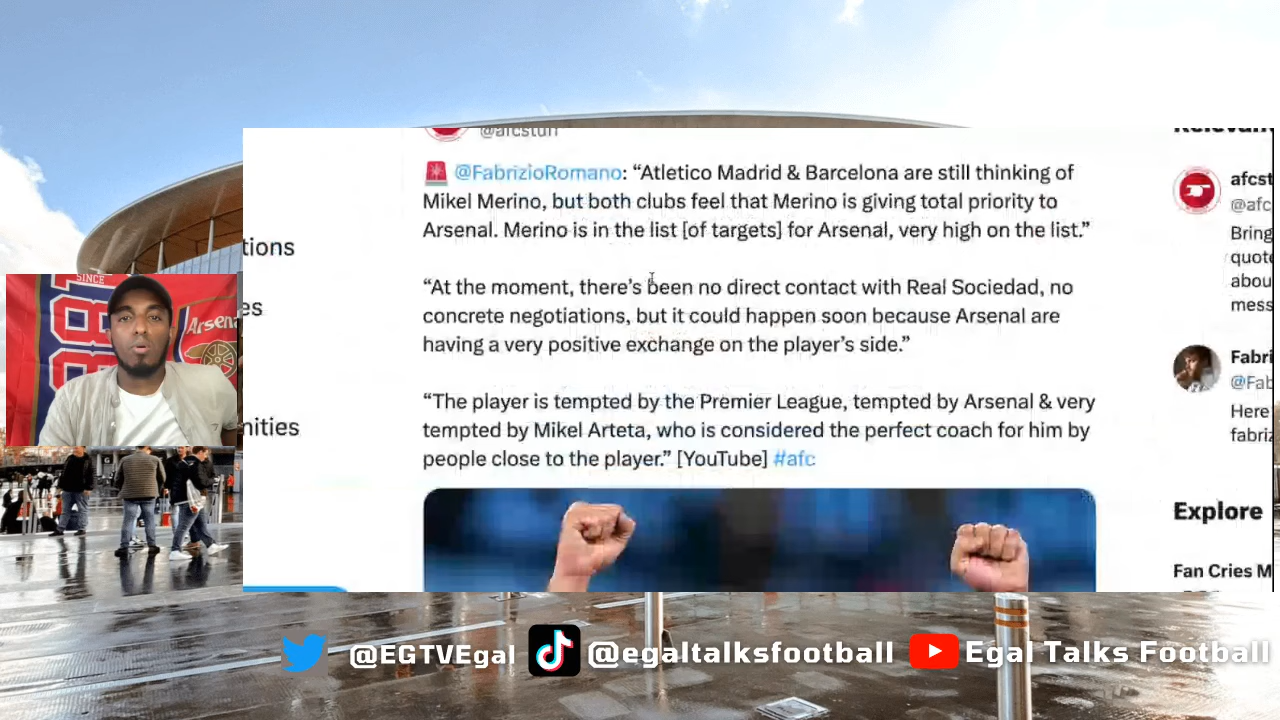 @afcstuff
🚨 @FabrizioRomano: “Atletico Madrid & Barcelona are still thinking of
Mikel Merino, but both clubs feel that Merino is giving total priority to
Arsenal. Merino is in the list [of targets] for Arsenal, very high on the list.”
“At the moment, there’s been no direct contact with Real Sociedad, no
concrete negotiations, but it could happen soon because Arsenal are
having a very positive exchange on the player’s side.”
“The player is tempted by the Premier League, tempted by Arsenal & very
tempted by Mikel Arteta, who is considered the perfect coach for him by
people close to the player.” [YouTube] #afc
tions
es
nities
afcst
@afc
Bring
quote
abou
mess
Fabri
@Fab
Here
fabriz
Explore
Fan Cries M
SINCE
1886
Arsenal
@EGTVEgal
@egaltalksfootball
Egal Talks Football